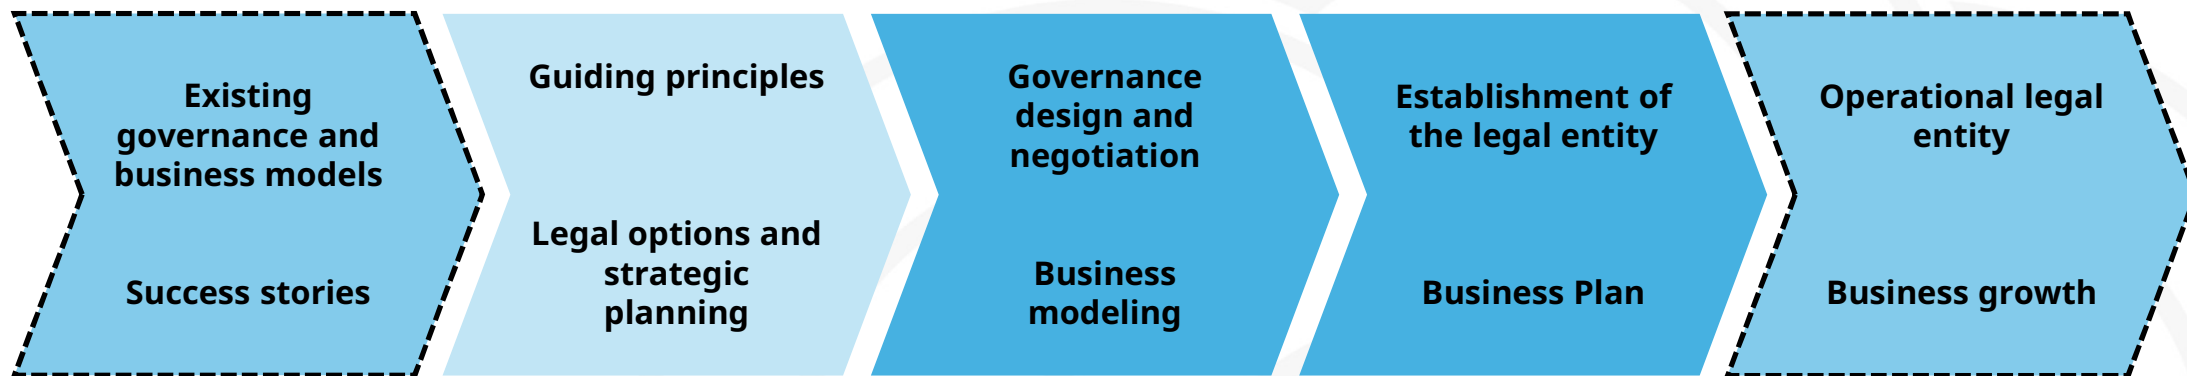 Existing
governance and
business models
Success stories
Guiding principles
Legal options and
strategic
planning
Governance
design and
negotiation
Business
modeling
Establishment of
the legal entity
Business Plan
Operational legal
entity
Business growth